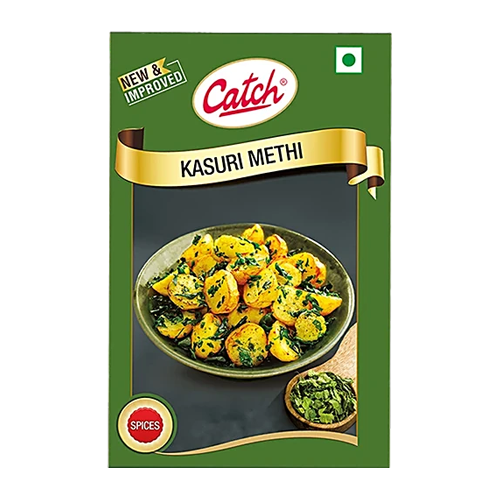 NEW &
IMPROVED
Catch®
KASURI METHI
SPICES